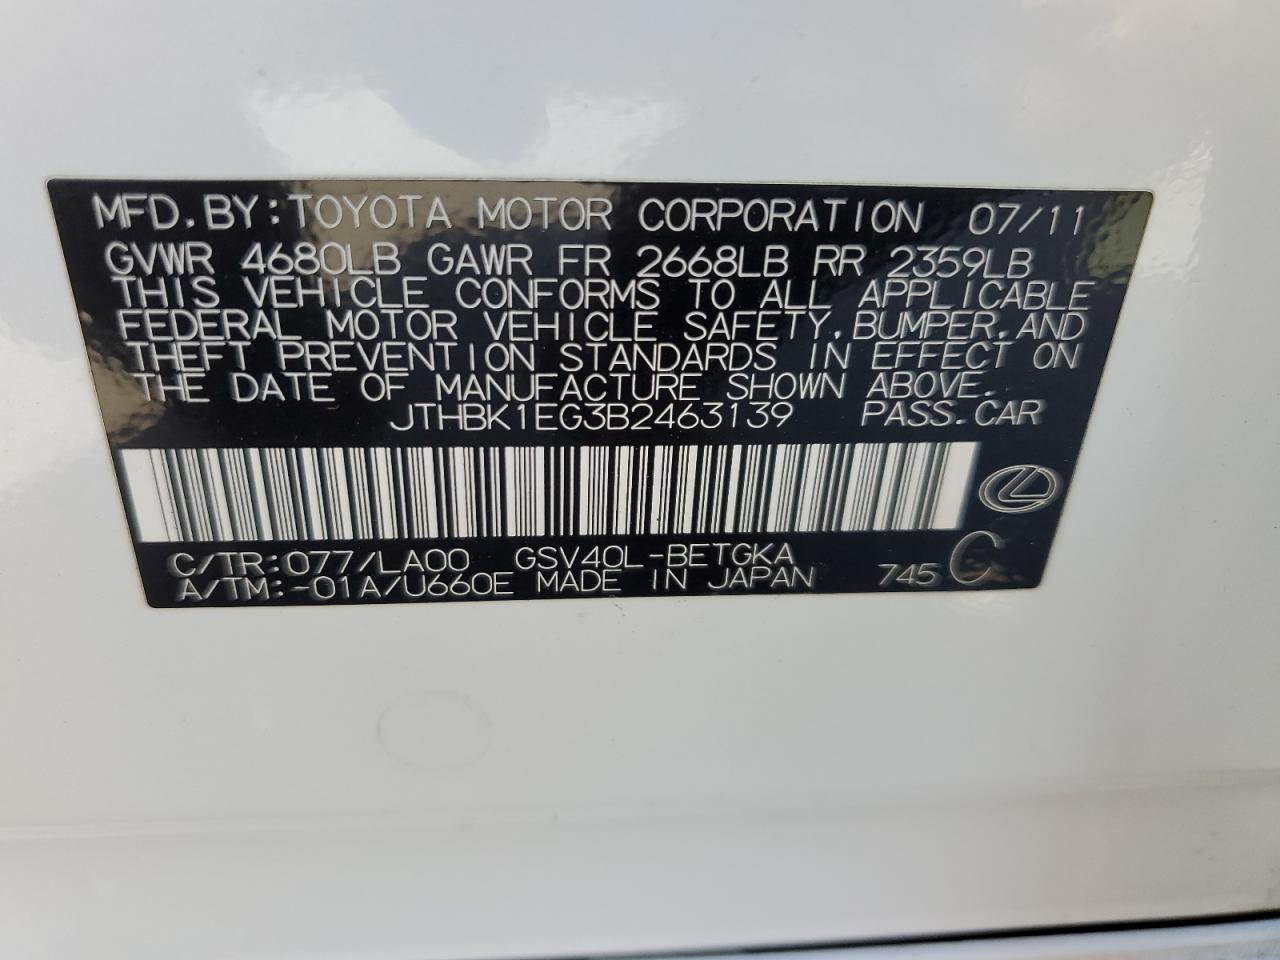 MFD.BY:TOYOTA MOTOR CORPORATION 07/11
GVWR 4680LB GAWR FR 2668LB RR 2359LB
THIS VEHICLE CONFORMS TO ALL APPLICABLE
FEDERAL MOTOR VEHICLE SAFETY,BUMPER,AND
THEFT PREVENTION STANDARDS IN EFFECT ON
THE DATE OF MANUFACTURE SHOWN ABOVE.
JTHBK1EG3B2463139 PASS.CAR
C/TR:077/LA00 GSV40L-BETGKA
A/TM:-01A/U660E MADE IN JAPAN 745 C